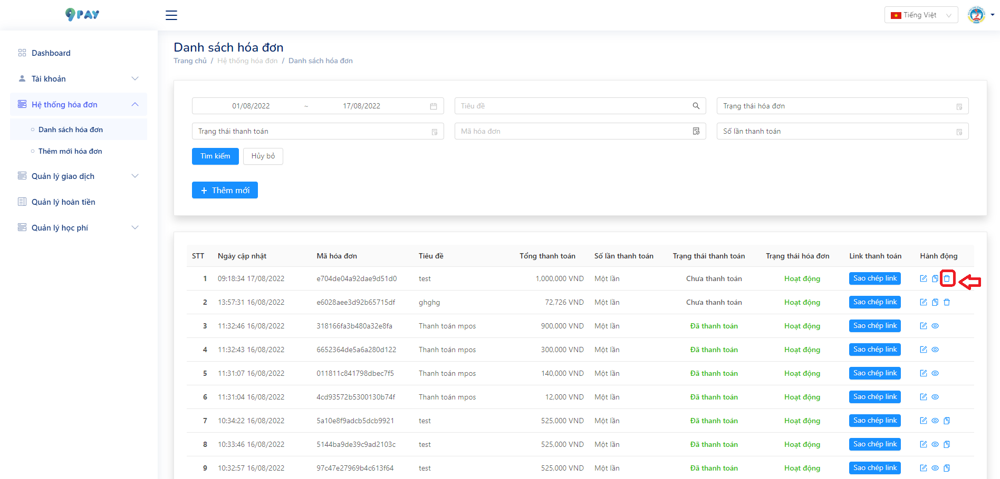 9PAY
Tiếng Việt
Dashboard
Tài khoản
Hệ thống hóa đơn
Danh sách hóa đơn
Thêm mới hóa đơn
Quản lý giao dịch
Quản lý hoàn tiền
Quản lý học phí
Danh sách hóa đơn
Trang chủ / Hệ thống hóa đơn / Danh sách hóa đơn
01/08/2022 ~ 17/08/2022 Tiêu đề Trạng thái hóa đơn
Trạng thái thanh toán Mã hóa đơn Số lần thanh toán
Tìm kiếm Hủy bỏ
+ Thêm mới
STT Ngày cập nhật Mã hóa đơn Tiêu đề Tổng thanh toán Số lần thanh toán Trạng thái thanh toán Trạng thái hóa đơn Link thanh toán Hành động
1 09:18:34 17/08/2022 e704de04a92dae9d51d0 test 1,000,000 VND Một lần Chưa thanh toán Hoạt động Sao chép link
2 13:57:31 16/08/2022 e6028aee3d92b65715df ghghg 72,726 VND Một lần Chưa thanh toán Hoạt động Sao chép link
3 11:32:46 16/08/2022 318166fa3b480a32e8fa Thanh toán mpos 900,000 VND Một lần Đã thanh toán Hoạt động Sao chép link
4 11:32:43 16/08/2022 6652364de5a6a280d122 Thanh toán mpos 300,000 VND Một lần Đã thanh toán Hoạt động Sao chép link
5 11:31:07 16/08/2022 011811c841798dbec7f5 Thanh toán mpos 140,000 VND Một lần Đã thanh toán Hoạt động Sao chép link
6 11:31:04 16/08/2022 4cd93572b5300130b74f Thanh toán mpos 12,000 VND Một lần Đã thanh toán Hoạt động Sao chép link
7 10:34:22 16/08/2022 5a10e8f9adcb5dcb9921 test 525,000 VND Một lần Đã thanh toán Hoạt động Sao chép link
8 10:33:46 16/08/2022 5144ba9de39c9ad2103c test 525,000 VND Một lần Đã thanh toán Hoạt động Sao chép link
9 10:32:57 16/08/2022 97c47e27969b4c613f64 test 525,000 VND Một lần Đã thanh toán Hoạt động Sao chép link